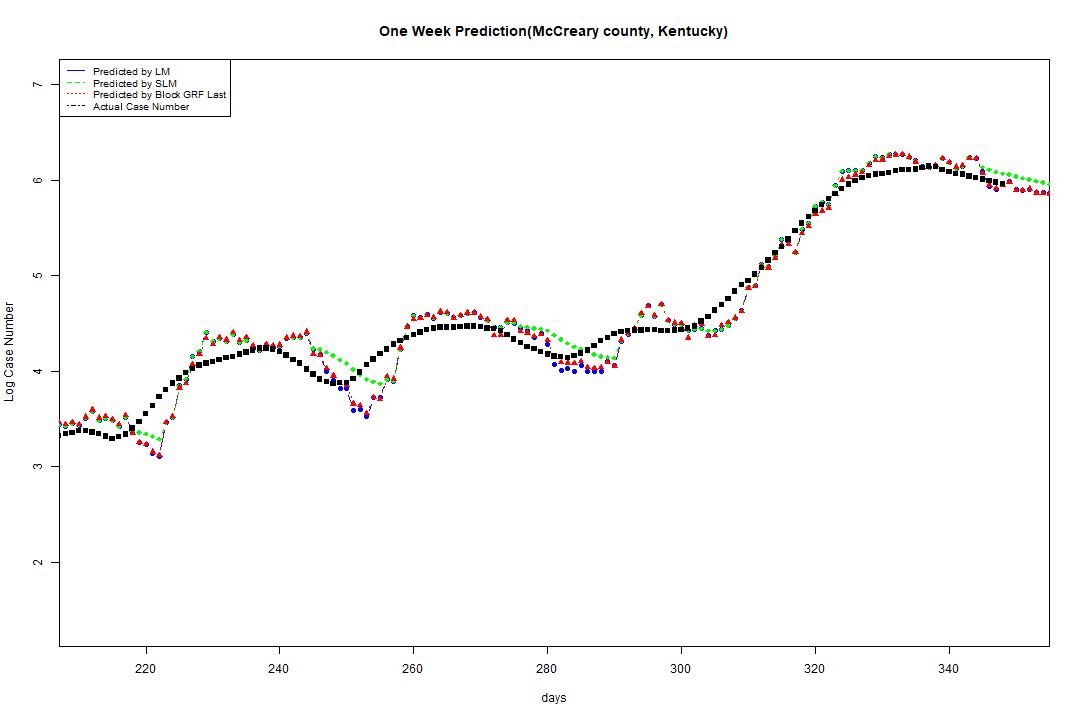 One Week Prediction(McCreary county, Kentucky)
Predicted by LM
Predicted by SLM
Predicted by Block GRF Last
Actual Case Number
7
6
5
4
3
2
Log Case Number
220 240 260 280 300 320 340
days